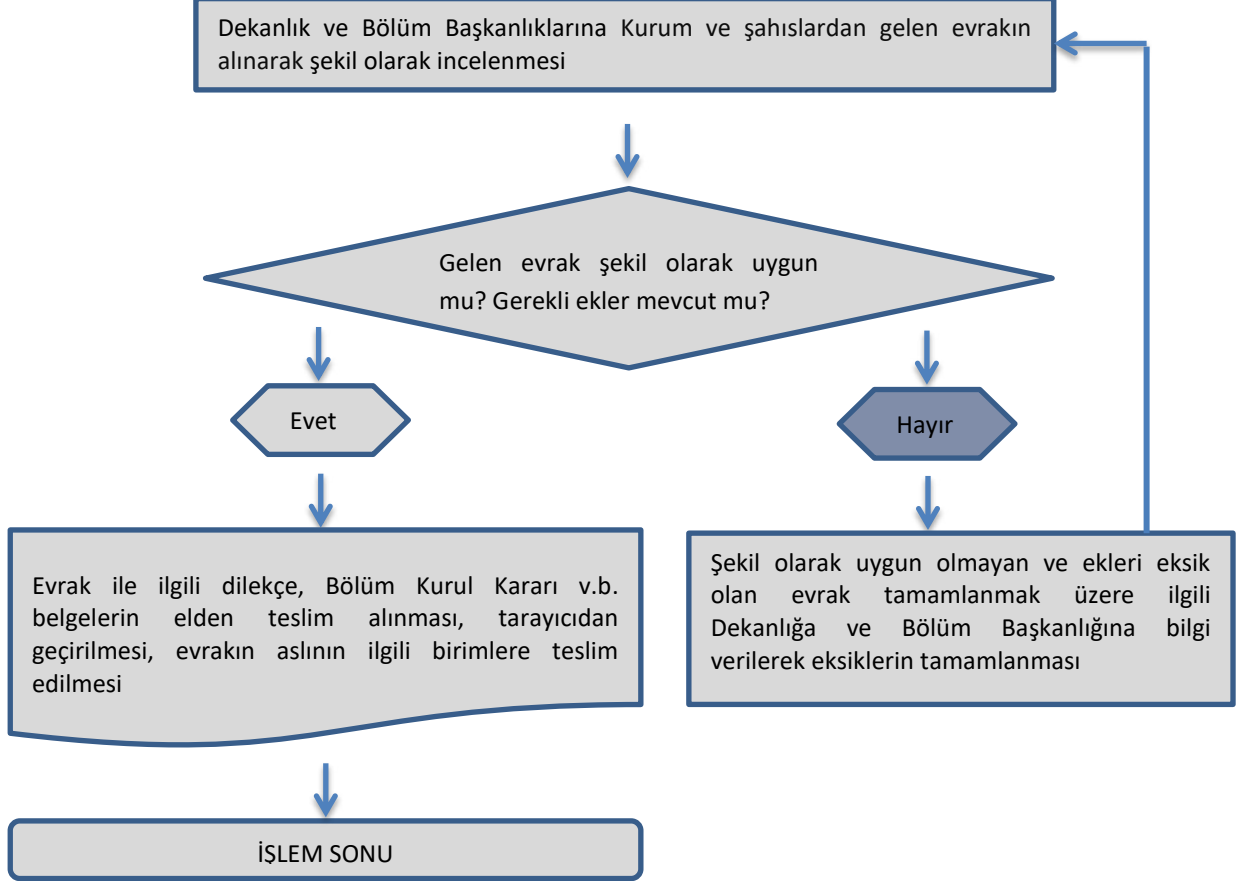 Dekanlık ve Bölüm Başkanlıklarına Kurum ve şahıslardan gelen evrakın
alınarak şekil olarak incelenmesi
Gelen evrak şekil olarak uygun
mu? Gerekli ekler mevcut mu?
Evet
Hayır
Evrak ile ilgili dilekçe, Bölüm Kurul Kararı v.b.
belgelerin elden teslim alınması, tarayıcıdan
geçirilmesi, evrakın aslının ilgili birimlere teslim
edilmesi
Şekil olarak uygun olmayan ve ekleri eksik
olan evrak tamamlanmak üzere ilgili
Dekanlığa ve Bölüm Başkanlığına bilgi
verilerek eksiklerin tamamlanması
İŞLEM SONU